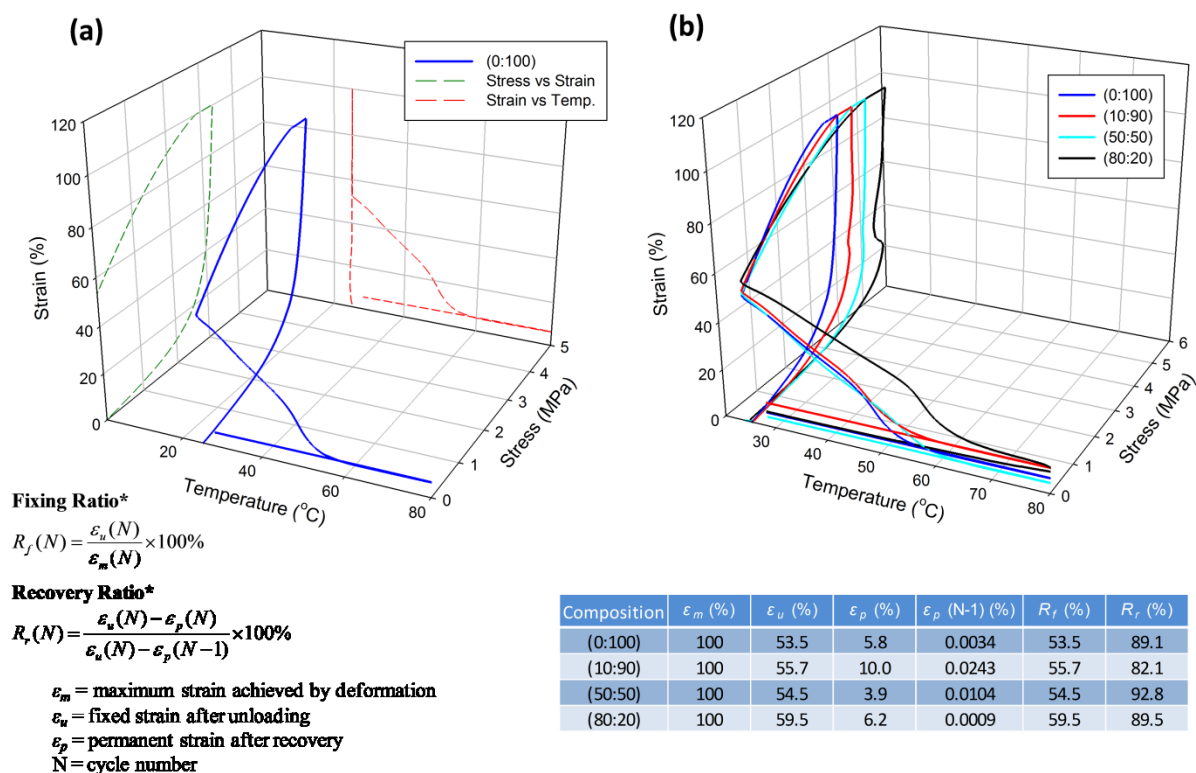 (a)
(0:100)
Stress vs Strain
Strain vs Temp.
120
100
80
60
40
20
0
Strain (%)
20
40
60
80
Temperature (°C)
0
1
2
3
4
5
Stress (MPa)
(b)
(0:100)
(10:90)
(50:50)
(80:20)
120
100
80
60
40
20
0
Strain (%)
30
40
50
60
70
80
Temperature (°C)
0
1
2
3
4
5
6
Stress (MPa)
Fixing Ratio*
R_f(N) = ε_u(N) / ε_m(N) ×100%
Recovery Ratio*
R_r(N) = ε_u(N) − ε_p(N) / ε_u(N) − ε_p(N−1) ×100%
ε_m = maximum strain achieved by deformation
ε_u = fixed strain after unloading
ε_p = permanent strain after recovery
N = cycle number
Composition ε_m (%) ε_u (%) ε_p (%) ε_p (N-1) (%) R_f (%) R_r (%)
(0:100) 100 53.5 5.8 0.0034 53.5 89.1
(10:90) 100 55.7 10.0 0.0243 55.7 82.1
(50:50) 100 54.5 3.9 0.0104 54.5 92.8
(80:20) 100 59.5 6.2 0.0009 59.5 89.5